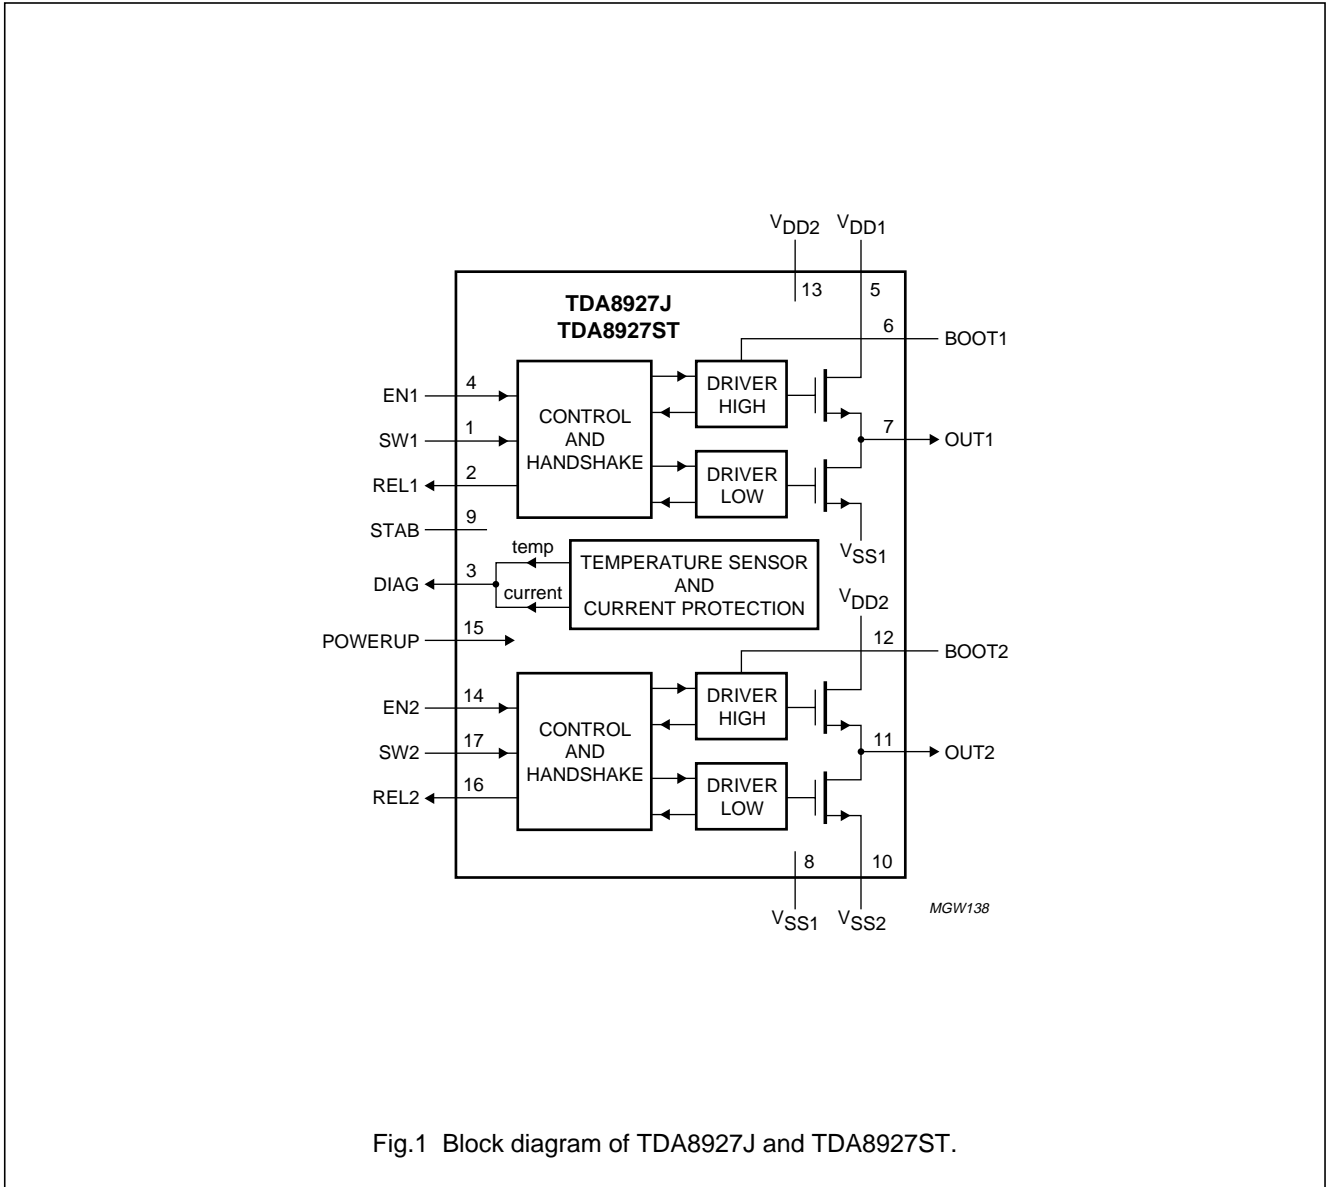 VDD2 VDD1
13 5
TDA8927J
TDA8927ST
6
BOOT1
EN1
4
SW1
1
REL1
2
STAB
9
CONTROL
AND
HANDSHAKE
DRIVER
HIGH
DRIVER
LOW
7
OUT1
VSS1
DIAG
3
temp
current
TEMPERATURE SENSOR
AND
CURRENT PROTECTION
VDD2
POWERUP
15
12
BOOT2
EN2
14
SW2
17
REL2
16
CONTROL
AND
HANDSHAKE
DRIVER
HIGH
DRIVER
LOW
11
OUT2
8 10
VSS1 VSS2
MGW138
Fig.1 Block diagram of TDA8927J and TDA8927ST.